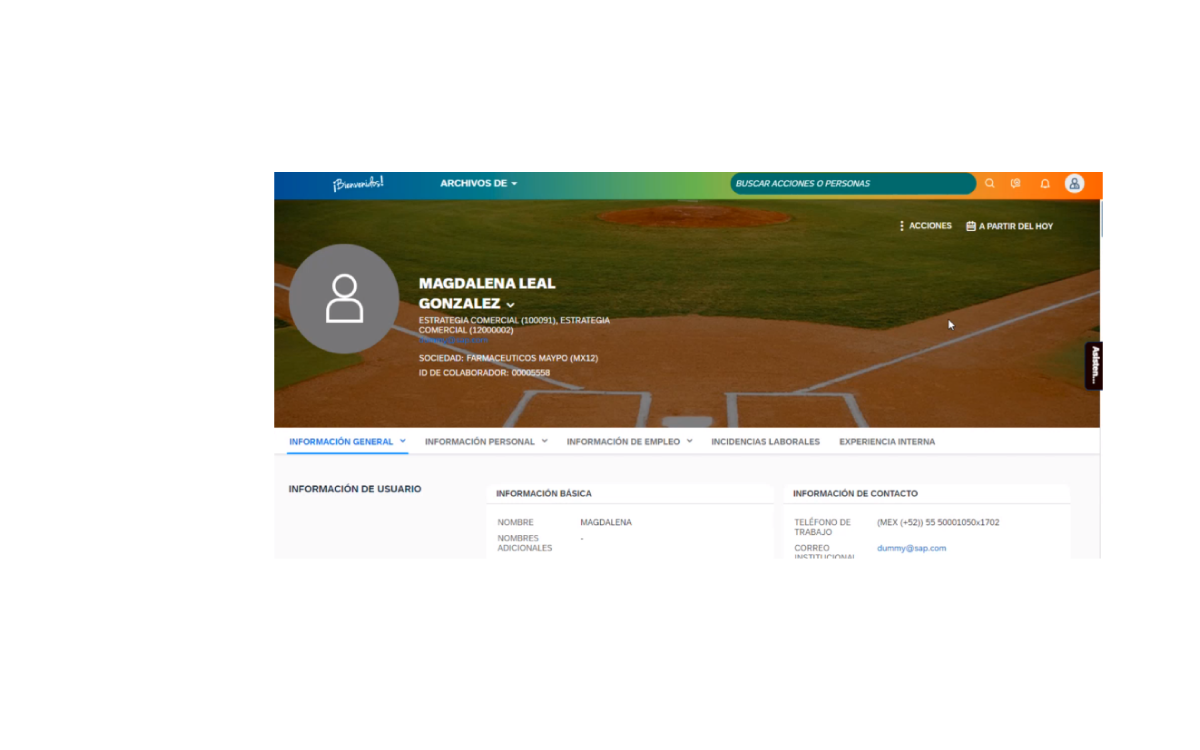 ¡Bienvenidos!
ARCHIVOS DE
BUSCAR ACCIONES O PERSONAS
ACCIONES
A PARTIR DEL HOY
MAGDALENA LEAL
GONZALEZ
ESTRATEGIA COMERCIAL (100091), ESTRATEGIA
COMERCIAL (12000002)
SOCIEDAD: FARMACEUTICOS MAYPO (MX12)
ID DE COLABORADOR: 00005558
Asisten...
INFORMACIÓN GENERAL
INFORMACIÓN PERSONAL
INFORMACIÓN DE EMPLEO
INCIDENCIAS LABORALES
EXPERIENCIA INTERNA
INFORMACIÓN DE USUARIO
INFORMACIÓN BÁSICA
NOMBRE MAGDALENA
NOMBRES
ADICIONALES -
INFORMACIÓN DE CONTACTO
TELÉFONO DE (MEX (+52)) 55 50001050x1702
TRABAJO
CORREO dummy@sap.com
INSTITUCIONAL